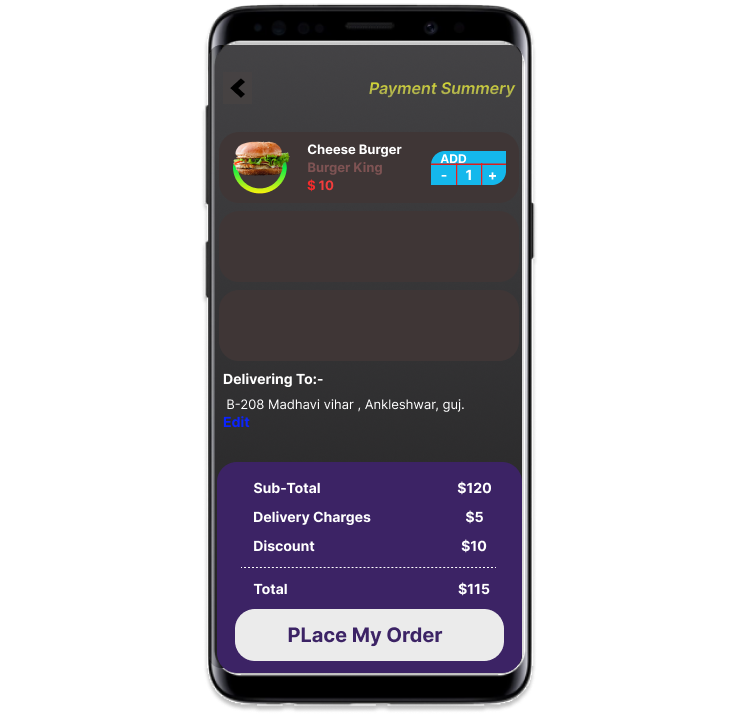 Payment Summery
Cheese Burger
Burger King
$ 10
ADD
- 1 +
Delivering To:-
B-208 Madhavi vihar , Ankleshwar, guj.
Edit
Sub-Total $120
Delivery Charges $5
Discount $10
Total $115
PLace My Order